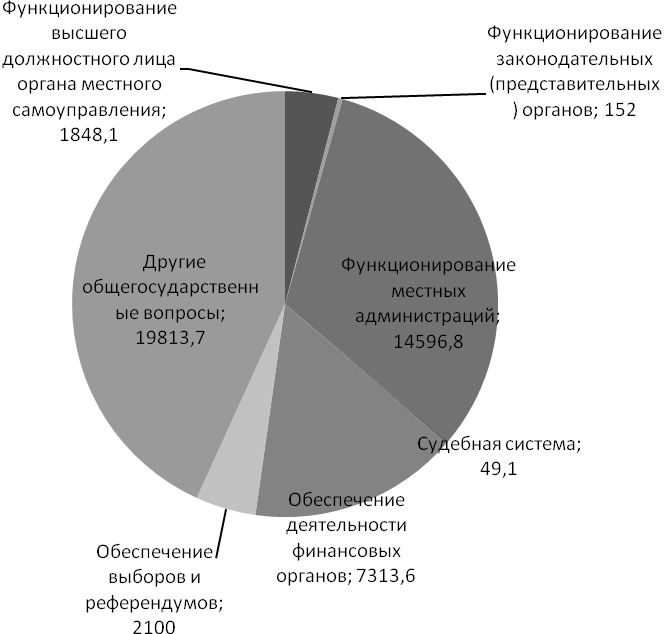 Функционирование
высшего
должностного лица
органа местного
самоуправления;
1848,1
Функционирование
законодательных
(представительных
) органов; 152
Функционирование
местных
администраций;
14596,8
Судебная система;
49,1
Обеспечение
деятельности
финансовых
органов; 7313,6
Обеспечение
выборов и
референдумов;
2100
Другие
общегосударственн
ые вопросы;
19813,7